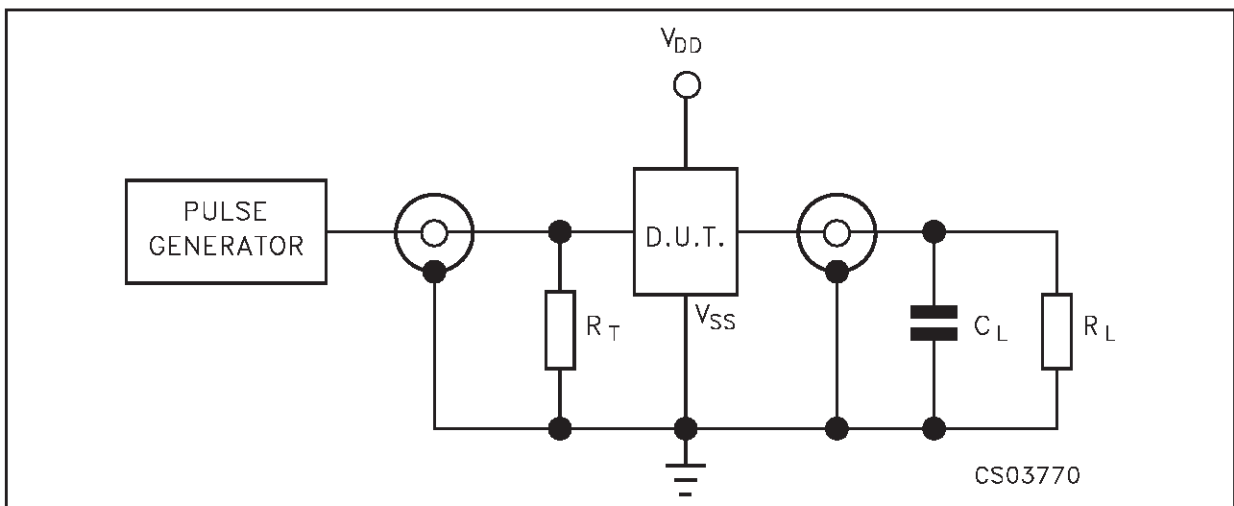 VDD
PULSE
GENERATOR
D.U.T.
VSS
RT
CL
RL
CS03770